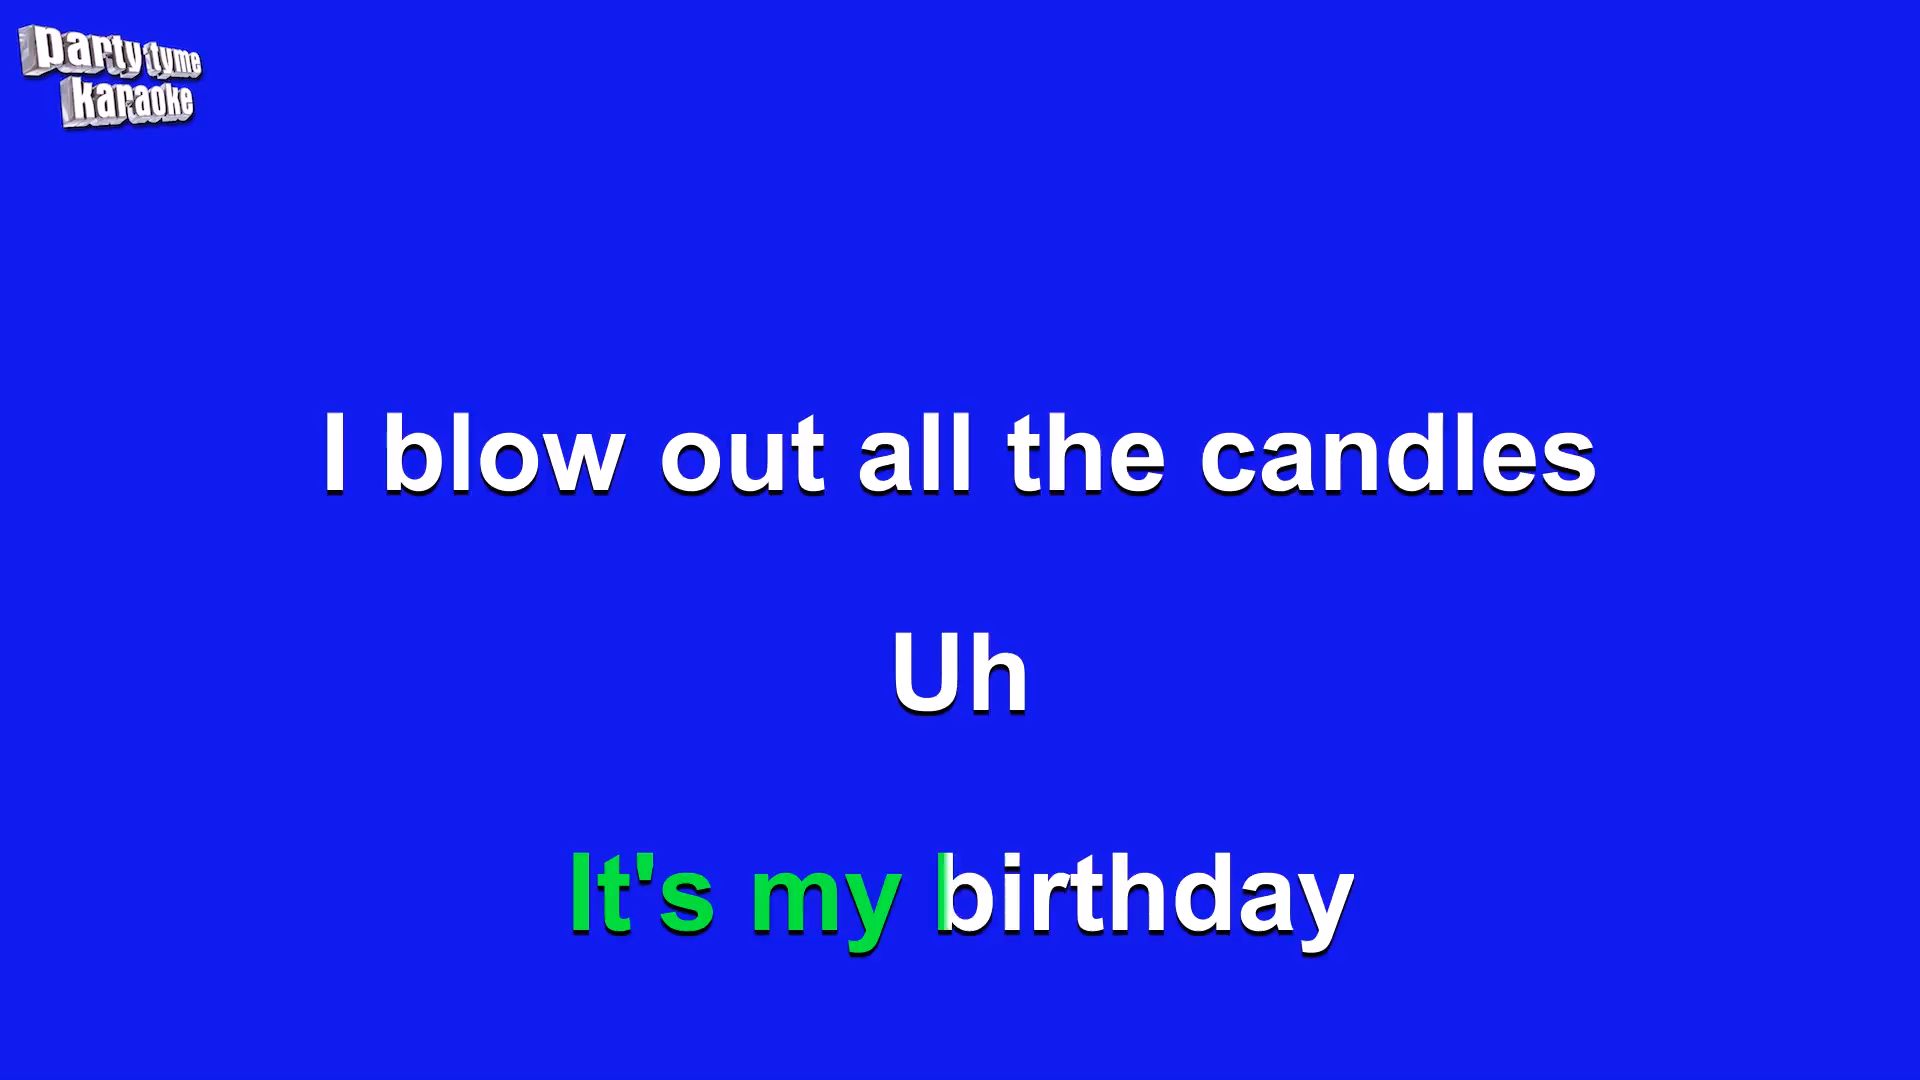 party tyme
karaoke
I blow out all the candles
Uh
It's my birthday